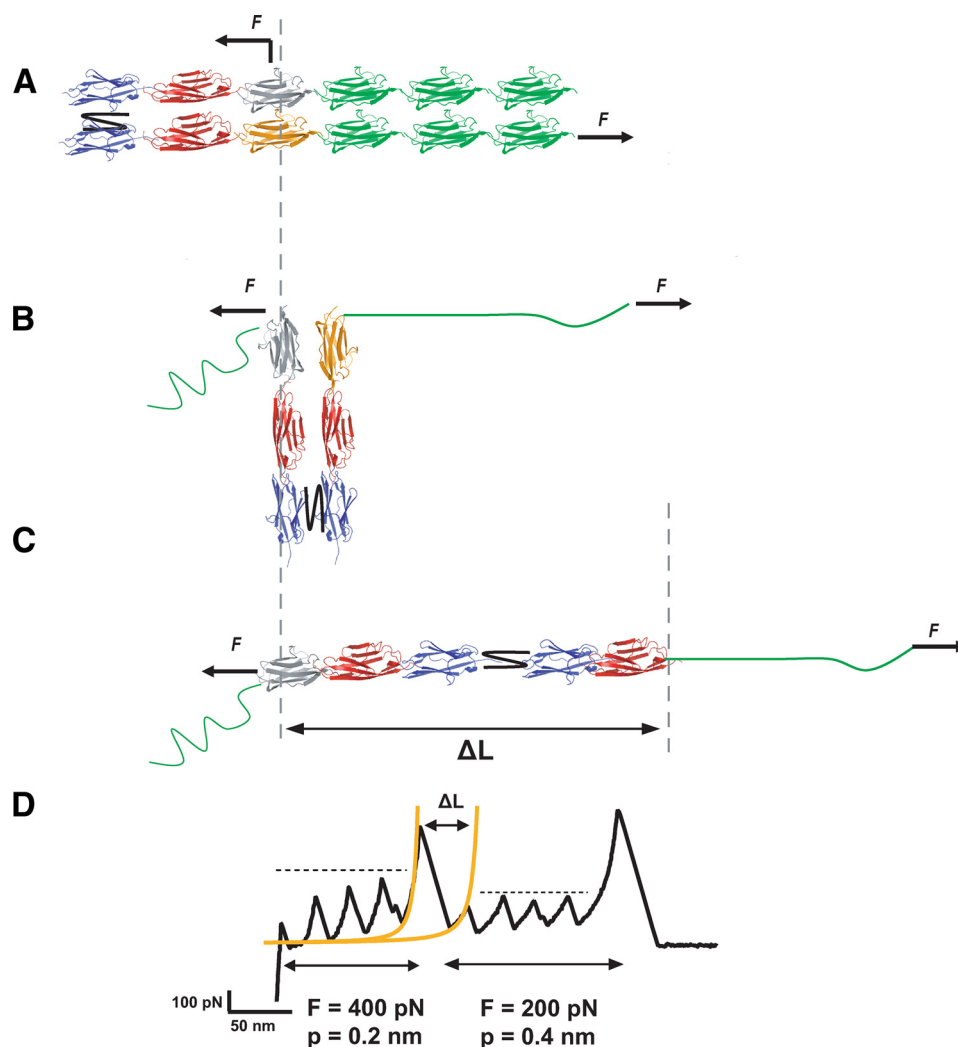 F
A
F
F
F
B
C
F
F
ΔL
D
ΔL
100 pN
50 nm
F = 400 pN
p = 0.2 nm
F = 200 pN
p = 0.4 nm